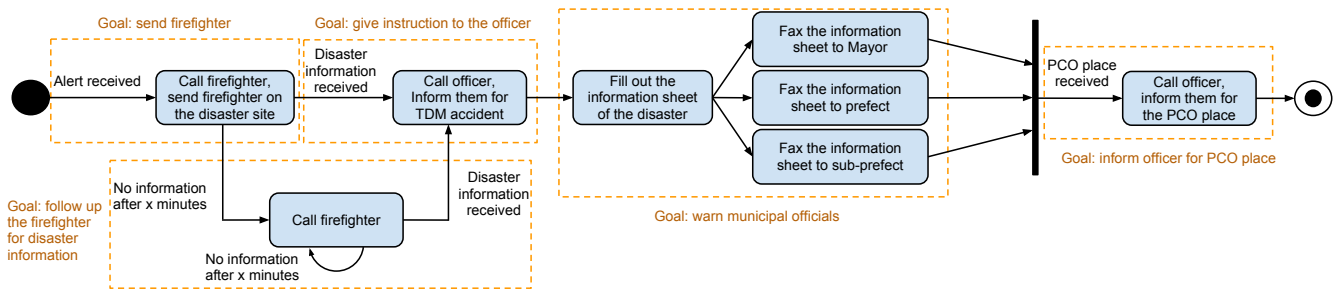 Goal: send firefighter
Goal: give instruction to the officer
Alert received
Call firefighter,
send firefighter on
the disaster site
Disaster
information
received
Call officer,
Inform them for
TDM accident
Fill out the
information sheet
of the disaster
Fax the information
sheet to Mayor
Fax the information
sheet to prefect
Fax the information
sheet to sub-prefect
Goal: warn municipal officials
PCO place
received
Call officer,
inform them for
the PCO place
Goal: inform officer for PCO place
Goal: follow up
the firefighter
for disaster
information
No information
after x minutes
Call firefighter
Disaster
information
received
No information
after x minutes